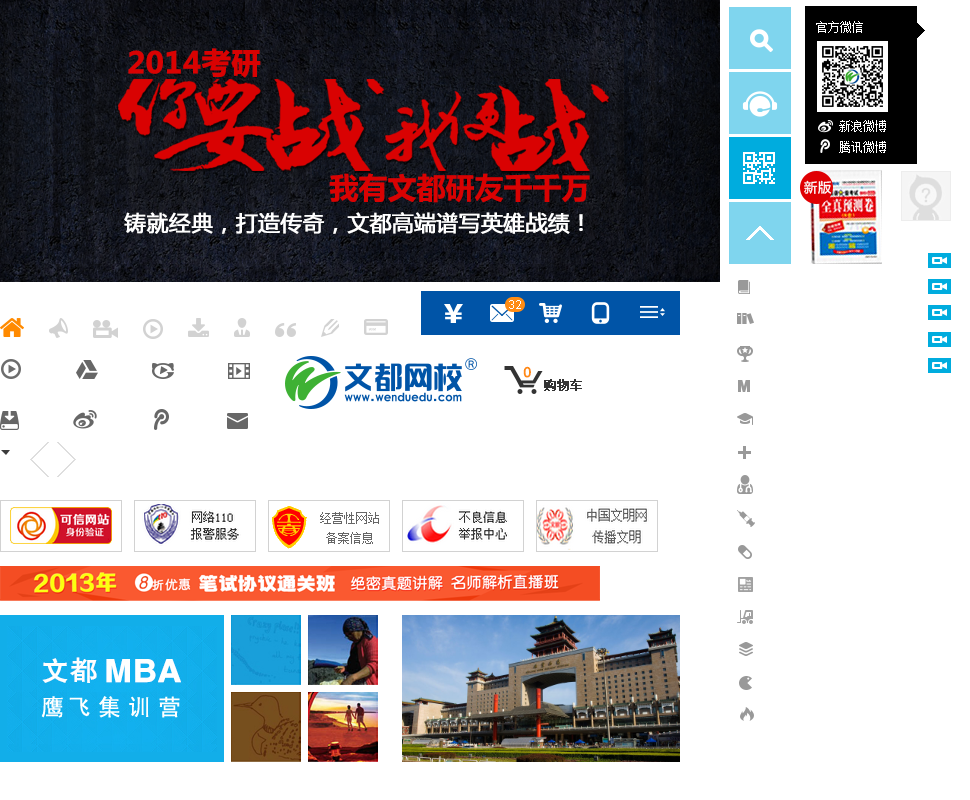 2014考研
你要战 我便战
我有文都研友千千万
铸就经典，打造传奇，文都高端谱写英雄战绩！
官方微信
新浪微博
腾讯微博
新版
全真预测卷
¥
32
文都网校®
www.wenduedu.com
0
购物车
M
可信网站
身份验证
网络110
报警服务
经营性网站
备案信息
不良信息
举报中心
中国文明网
传播文明
2013年 8折优惠 笔试协议通关班 绝密真题讲解 名师解析直播班
文都 MBA
鹰飞集训营